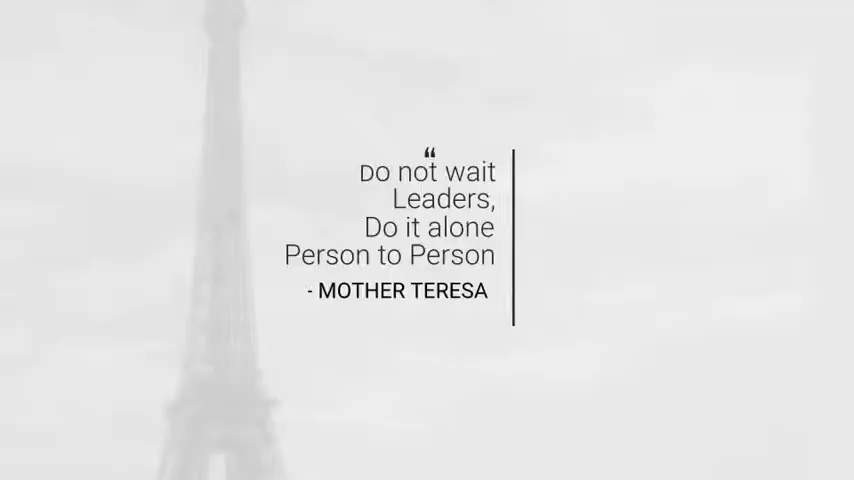 “
Do not wait
Leaders,
Do it alone
Person to Person
- MOTHER TERESA